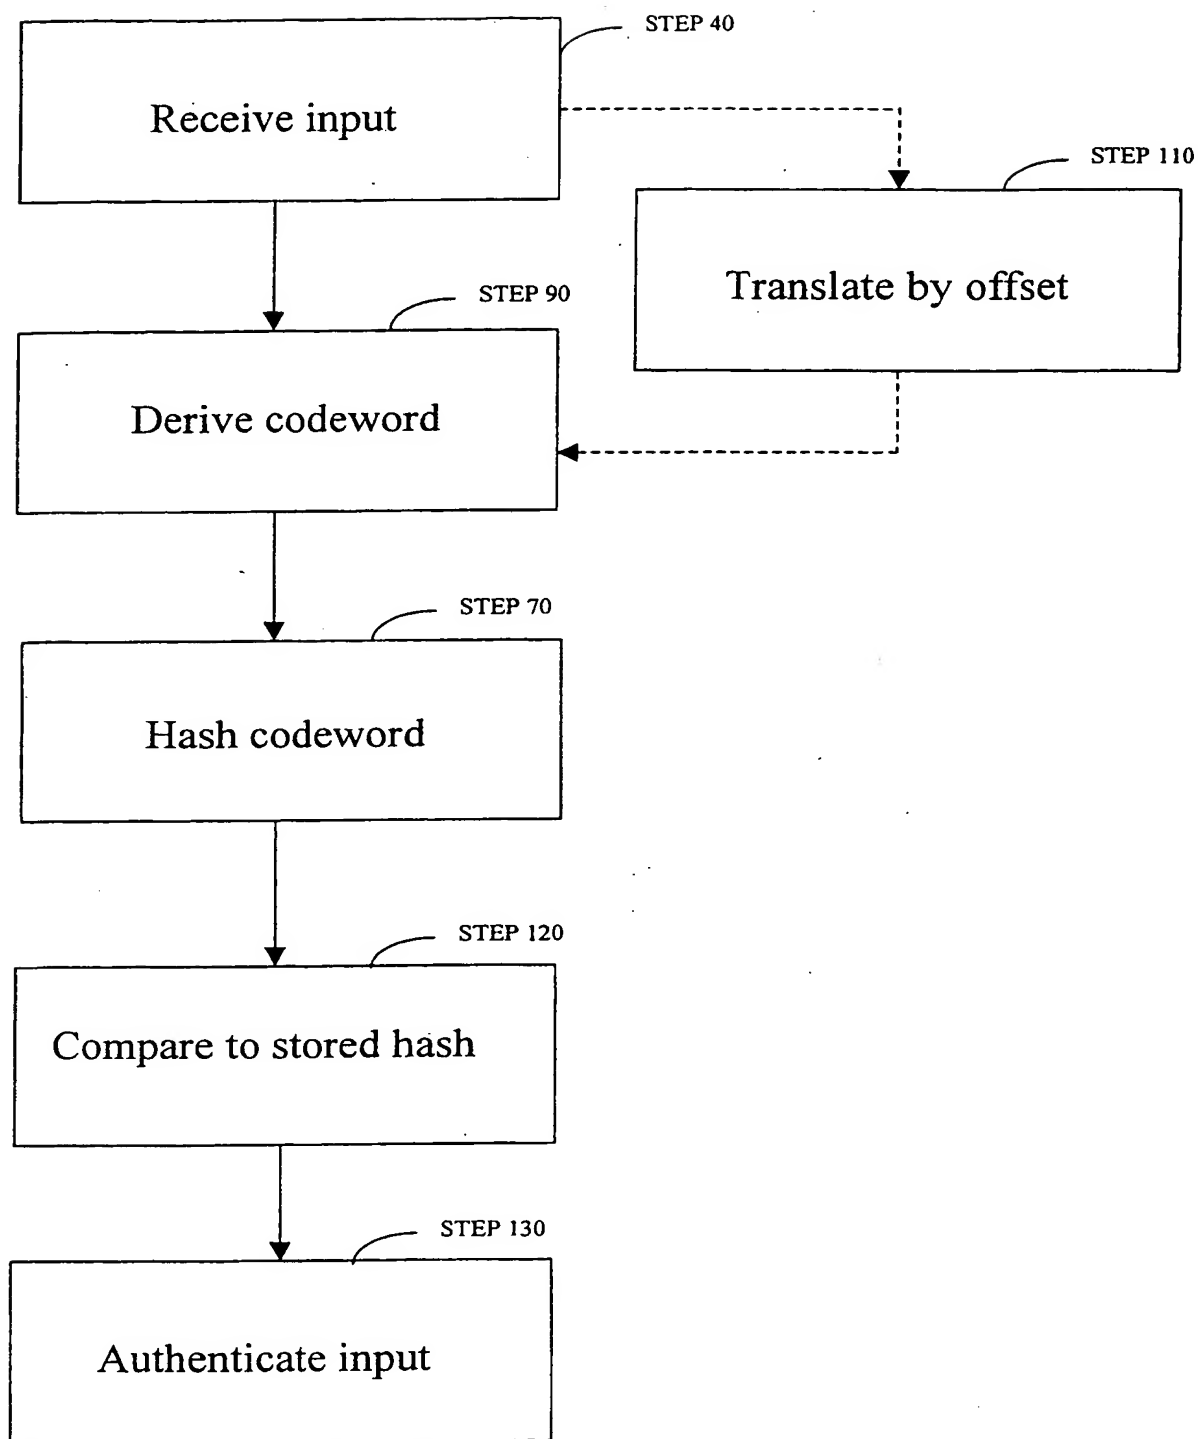 STEP 40
Receive input
STEP 110
Translate by offset
STEP 90
Derive codeword
STEP 70
Hash codeword
STEP 120
Compare to stored hash
STEP 130
Authenticate input